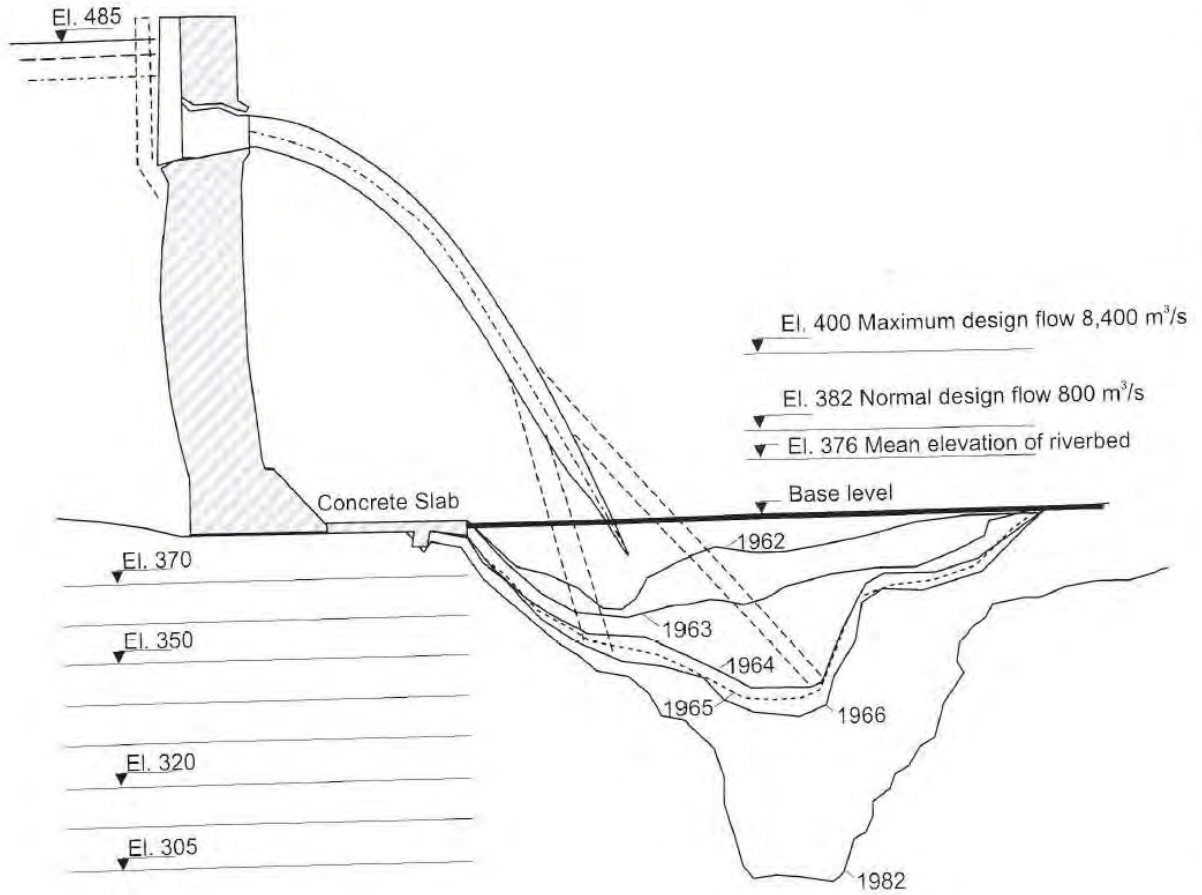 El. 485
El. 400 Maximum design flow 8,400 m³/s
El. 382 Normal design flow 800 m³/s
El. 376 Mean elevation of riverbed
Base level
Concrete Slab
1962
El. 370
1963
El. 350
1964
1965
1966
El. 320
El. 305
1982